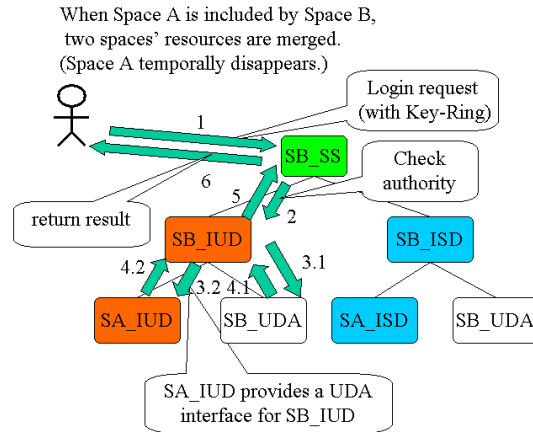 When Space A is included by Space B,
two spaces' resources are merged.
(Space A temporally disappears.)
Login request
(with Key-Ring)
1
SB_SS
Check
authority
6
5
2
return result
SB_IUD
SB_ISD
4.2
3.2
4.1
3.1
SA_IUD
SB_UDA
SA_ISD
SB_UDA
SA_IUD provides a UDA
interface for SB_IUD